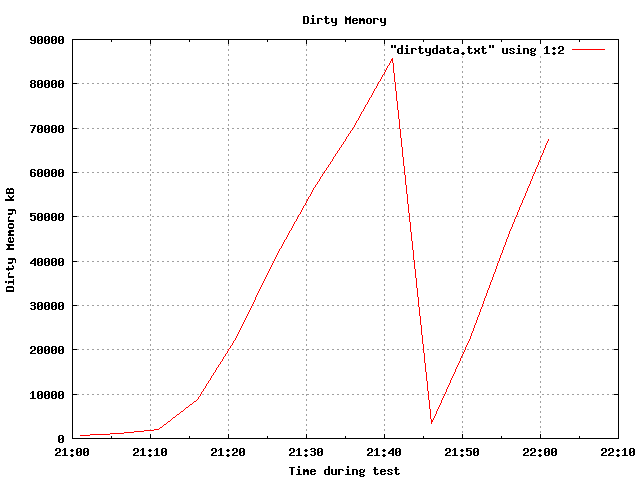 Dirty Memory
"dirtydata.txt" using 1:2
90000
80000
70000
60000
50000
40000
30000
20000
10000
0
Dirty Memory kB
21:00 21:10 21:20 21:30 21:40 21:50 22:00 22:10
Time during test